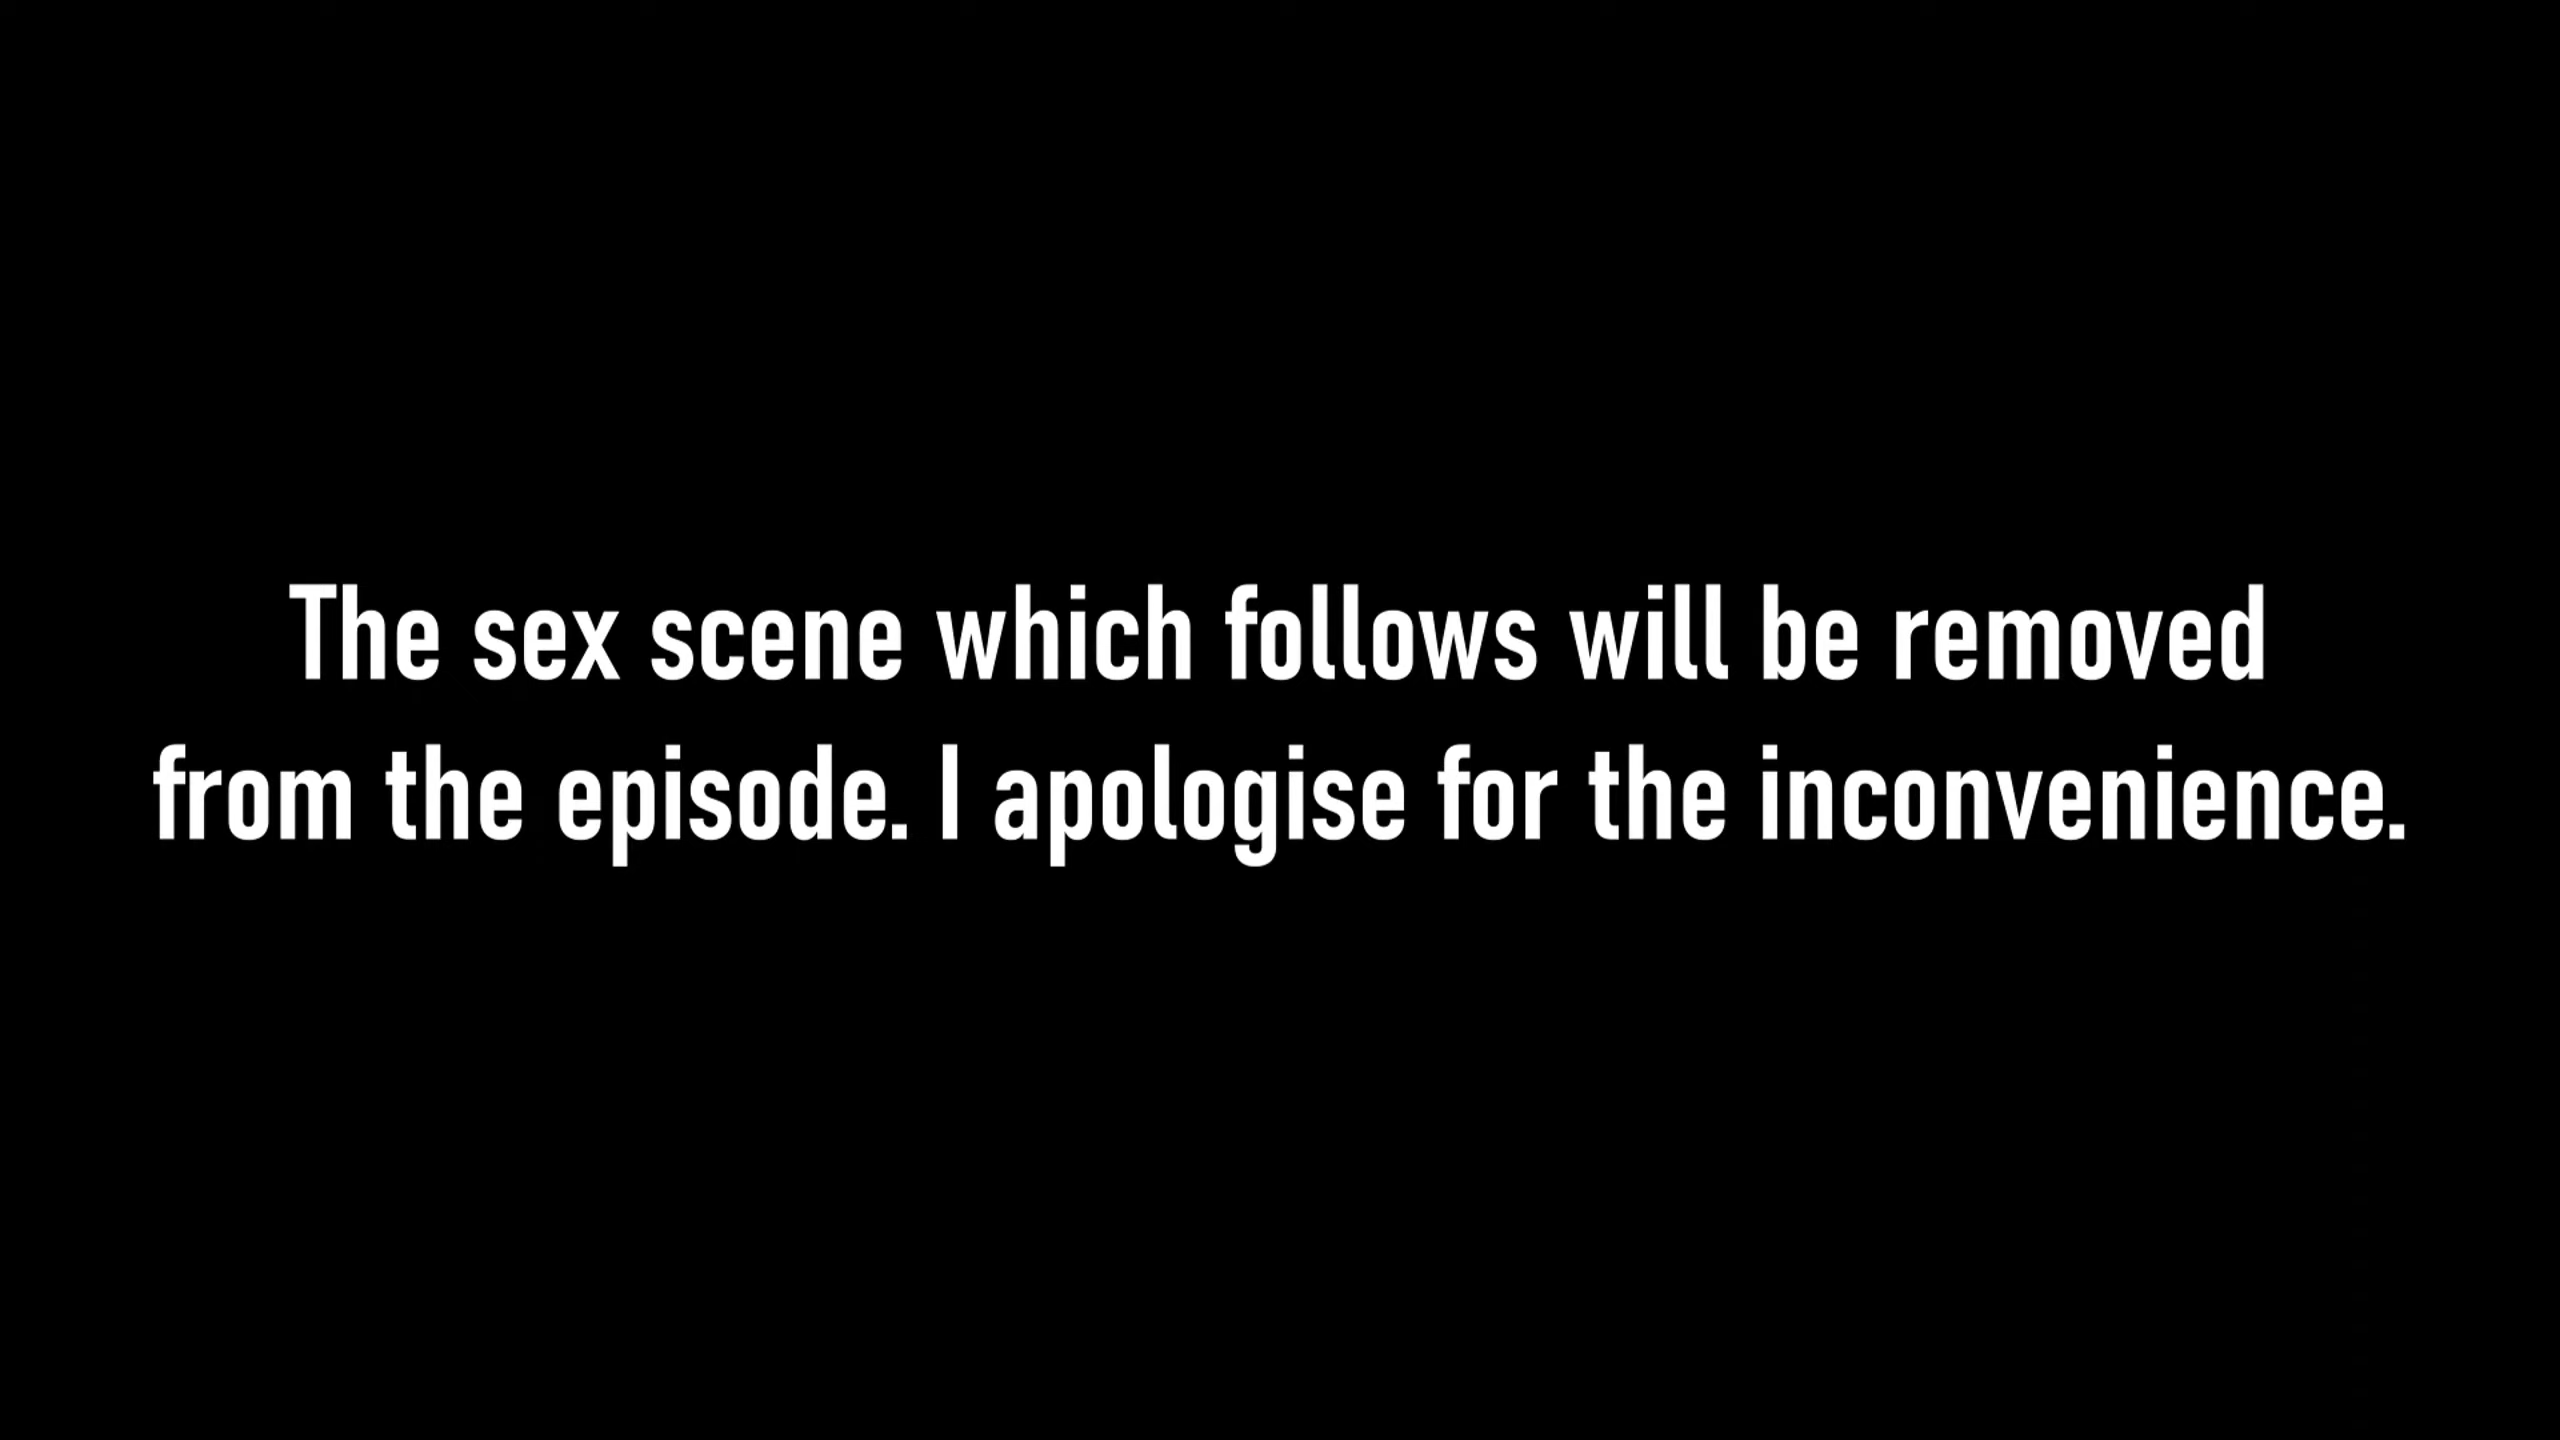 The sex scene which follows will be removed
from the episode. I apologise for the inconvenience.